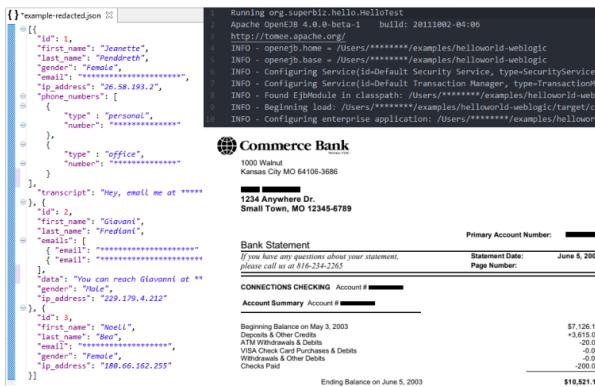 *example-redacted.json
[{
"id": 1,
"first_name": "Jeanette",
"last_name": "Penddreth",
"gender": "Female",
"email": "*********************",
"ip_address": "26.58.193.2",
"phone_numbers": [
{
"type" : "personal",
"number": "**************"
},
{
"type" : "office",
"number": "**************"
}
],
"transcript": "Hey, email me at *****
}, {
"id": 2,
"first_name": "Giavani",
"last_name": "Frediani",
"emails": [
{ "email": "********************"
{ "email": "********************
],
"data": "You can reach Giavanni at **
"gender": "Male",
"ip_address": "229.179.4.212"
}, {
"id": 3,
"first_name": "Noell",
"last_name": "Bea",
"email": "******************",
"gender": "Female",
"ip_address": "180.66.162.255"
}]
1 Running org.superbiz.hello.HelloTest
2 Apache OpenEJB 4.0.0-beta-1 build: 20111002-04:06
3 http://tomee.apache.org/
4 INFO - openejb.home = /Users/********/examples/helloworld-weblogic
5 INFO - openejb.base = /Users/********/examples/helloworld-weblogic
6 INFO - Configuring Service(id=Default Security Service, type=SecurityService
7 INFO - Configuring Service(id=Default Transaction Manager, type=TransactionM
8 INFO - Found EjbModule in classpath: /Users/********/examples/helloworld-web
9 INFO - Beginning load: /Users/********/examples/helloworld-weblogic/target/c
10 INFO - Configuring enterprise application: /Users/********/examples/hellowor
Commerce Bank
1000 Walnut
Kansas City MO 64106-3686
1234 Anywhere Dr.
Small Town, MO 12345-6789
Primary Account Number:
Bank Statement
If you have any questions about your statement,
please call us at 816-234-2265
Statement Date: June 5, 200
Page Number:
CONNECTIONS CHECKING Account #
Account Summary Account #
Beginning Balance on May 3, 2003 $7,126.1
Deposits & Other Credits +3,615.0
ATM Withdrawals & Debits -20.0
VISA Check Card Purchases & Debits -0.0
Withdrawals & Other Debits -0.0
Checks Paid -200.0
Ending Balance on June 5, 2003 $10,521.1